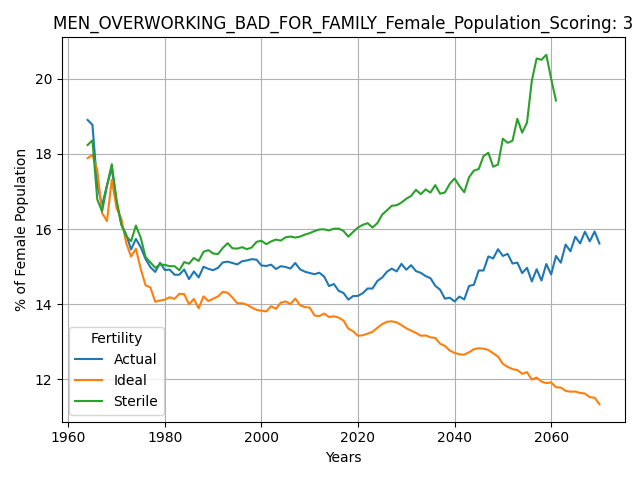 MEN_OVERWORKING_BAD_FOR_FAMILY_Female_Population_Scoring: 3
% of Female Population
20
18
16
14
12
Fertility
Actual
Ideal
Sterile
1960
1980
2000
2020
2040
2060
Years